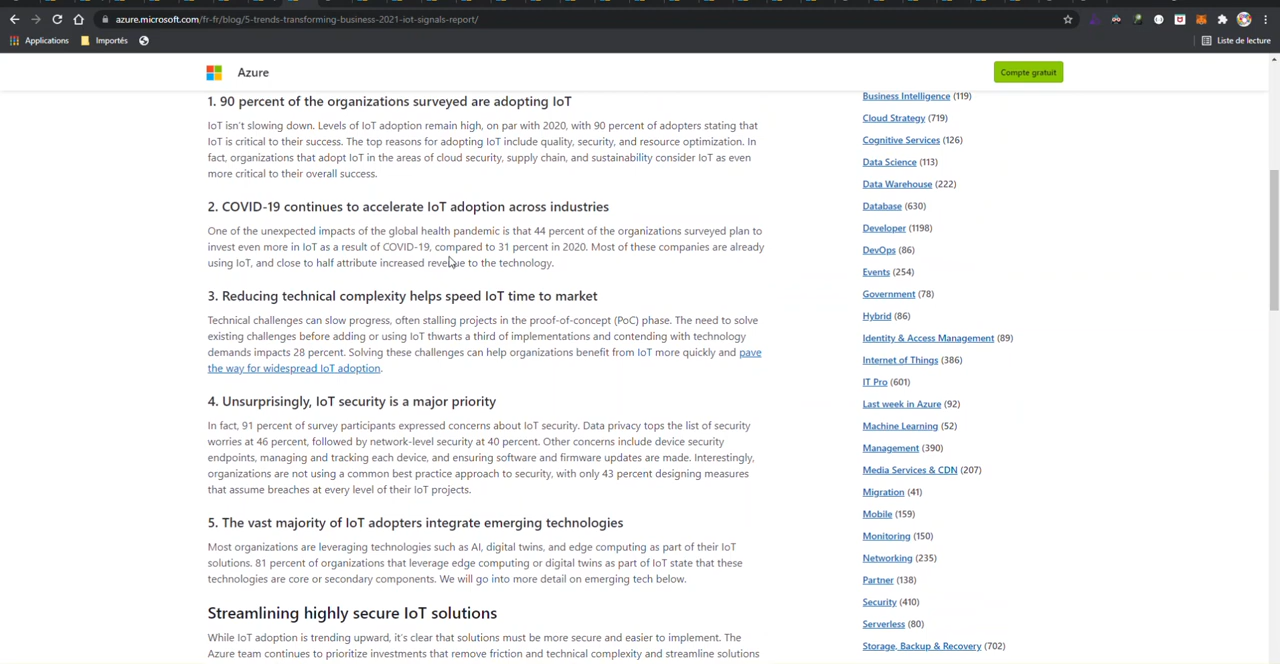 azure.microsoft.com/fr-fr/blog/5-trends-transforming-business-2021-iot-signals-report/
Applications
Importés
Liste de lecture
Azure
Compte gratuit
1. 90 percent of the organizations surveyed are adopting IoT
IoT isn't slowing down. Levels of IoT adoption remain high, on par with 2020, with 90 percent of adopters stating that
IoT is critical to their success. The top reasons for adopting IoT include quality, security, and resource optimization. In
fact, organizations that adopt IoT in the areas of cloud security, supply chain, and sustainability consider IoT as even
more critical to their overall success.
2. COVID-19 continues to accelerate IoT adoption across industries
One of the unexpected impacts of the global health pandemic is that 44 percent of the organizations surveyed plan to
invest even more in IoT as a result of COVID-19, compared to 31 percent in 2020. Most of these companies are already
using IoT, and close to half attribute increased revenue to the technology.
3. Reducing technical complexity helps speed IoT time to market
Technical challenges can slow progress, often stalling projects in the proof-of-concept (PoC) phase. The need to solve
existing challenges before adding or using IoT thwarts a third of implementations and contending with technology
demands impacts 28 percent. Solving these challenges can help organizations benefit from IoT more quickly and pave
the way for widespread IoT adoption.
4. Unsurprisingly, IoT security is a major priority
In fact, 91 percent of survey participants expressed concerns about IoT security. Data privacy tops the list of security
worries at 46 percent, followed by network-level security at 40 percent. Other concerns include device security
endpoints, managing and tracking each device, and ensuring software and firmware updates are made. Interestingly,
organizations are not using a common best practice approach to security, with only 43 percent designing measures
that assume breaches at every level of their IoT projects.
5. The vast majority of IoT adopters integrate emerging technologies
Most organizations are leveraging technologies such as AI, digital twins, and edge computing as part of their IoT
solutions. 81 percent of organizations that leverage edge computing or digital twins as part of IoT state that these
technologies are core or secondary components. We will go into more detail on emerging tech below.
Streamlining highly secure IoT solutions
While IoT adoption is trending upward, it's clear that solutions must be more secure and easier to implement. The
Azure team continues to prioritize investments that remove friction and technical complexity and streamline solutions
Business Intelligence (119)
Cloud Strategy (719)
Cognitive Services (126)
Data Science (113)
Data Warehouse (222)
Database (630)
Developer (1198)
DevOps (86)
Events (254)
Government (78)
Hybrid (86)
Identity & Access Management (89)
Internet of Things (386)
IT Pro (601)
Last week in Azure (92)
Machine Learning (52)
Management (390)
Media Services & CDN (207)
Migration (41)
Mobile (159)
Monitoring (150)
Networking (235)
Partner (138)
Security (410)
Serverless (80)
Storage, Backup & Recovery (702)